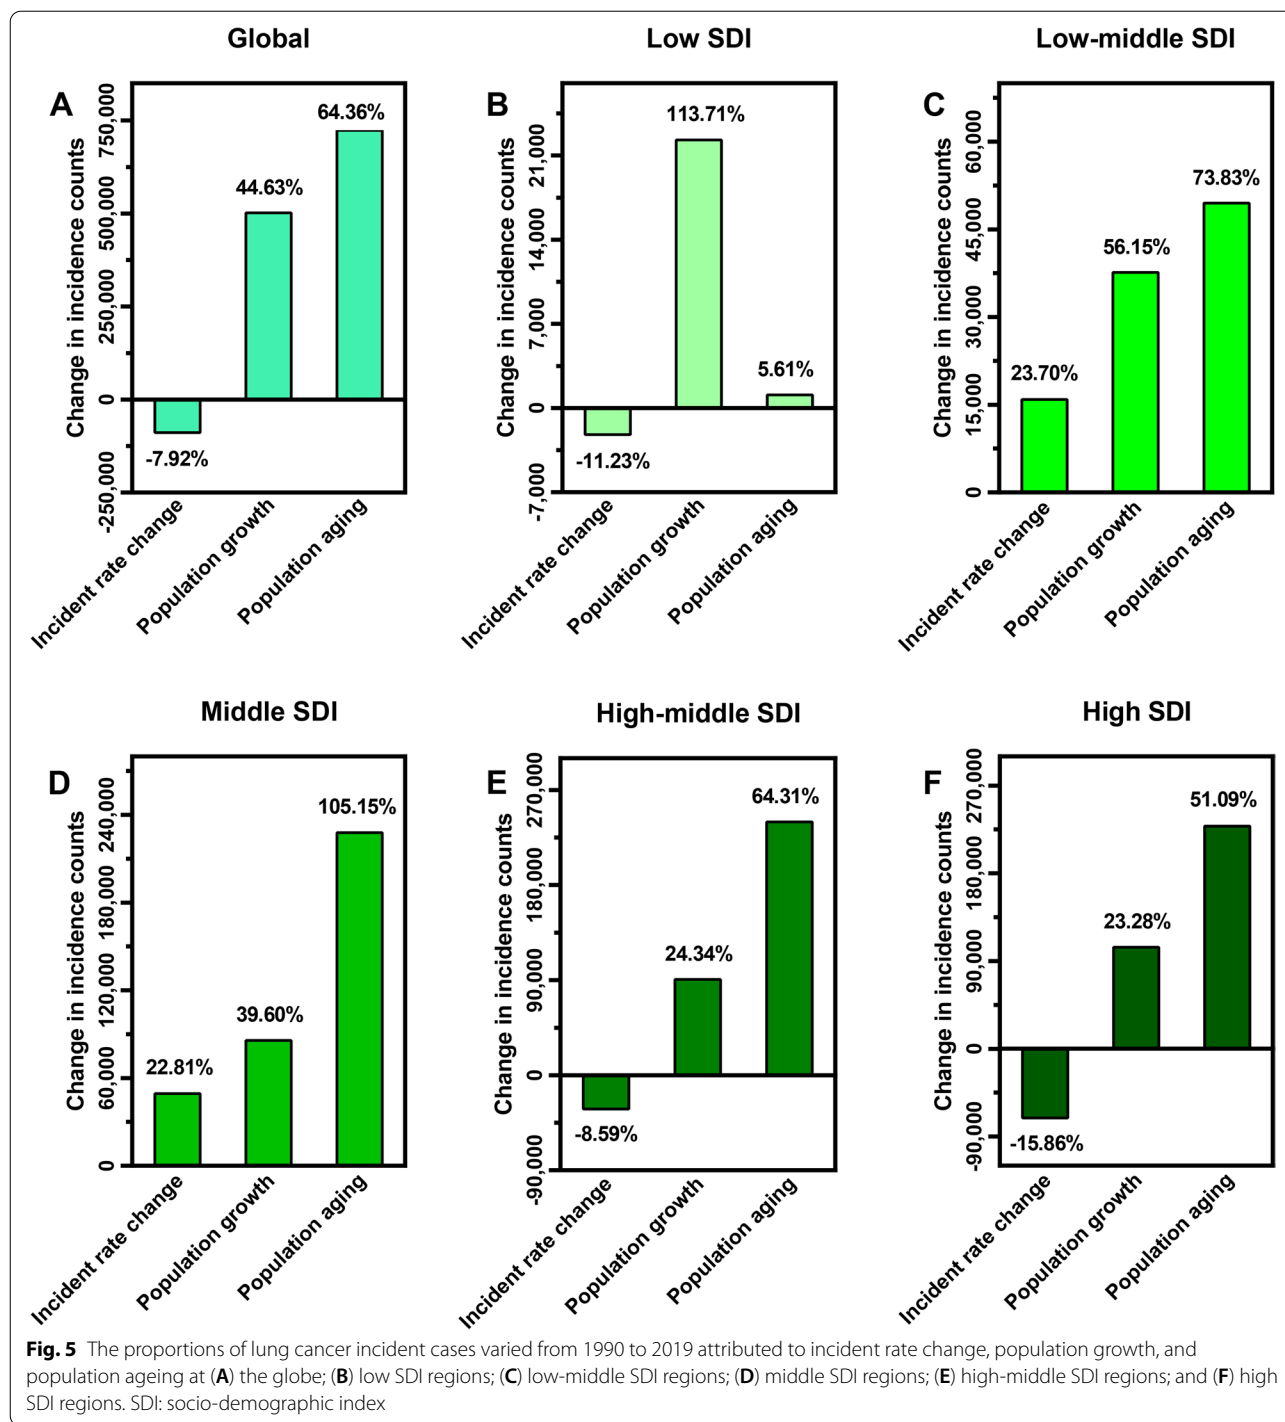 Global
A
Change in incidence counts
750,000
500,000
250,000
0
-250,000
64.36%
44.63%
-7.92%
Incident rate change
Population growth
Population aging
Low SDI
B
Change in incidence counts
21,000
14,000
7,000
0
-7,000
113.71%
5.61%
-11.23%
Incident rate change
Population growth
Population aging
Low-middle SDI
C
Change in incidence counts
60,000
45,000
30,000
15,000
0
73.83%
56.15%
23.70%
Incident rate change
Population growth
Population aging
Middle SDI
D
Change in incidence counts
240,000
180,000
120,000
60,000
0
105.15%
39.60%
22.81%
Incident rate change
Population growth
Population aging
High-middle SDI
E
Change in incidence counts
270,000
180,000
90,000
0
-90,000
64.31%
24.34%
-8.59%
Incident rate change
Population growth
Population aging
High SDI
F
Change in incidence counts
270,000
180,000
90,000
0
-90,000
51.09%
23.28%
-15.86%
Incident rate change
Population growth
Population aging
Fig. 5 The proportions of lung cancer incident cases varied from 1990 to 2019 attributed to incident rate change, population growth, and
population ageing at (A) the globe; (B) low SDI regions; (C) low-middle SDI regions; (D) middle SDI regions; (E) high-middle SDI regions; and (F) high
SDI regions. SDI: socio-demographic index